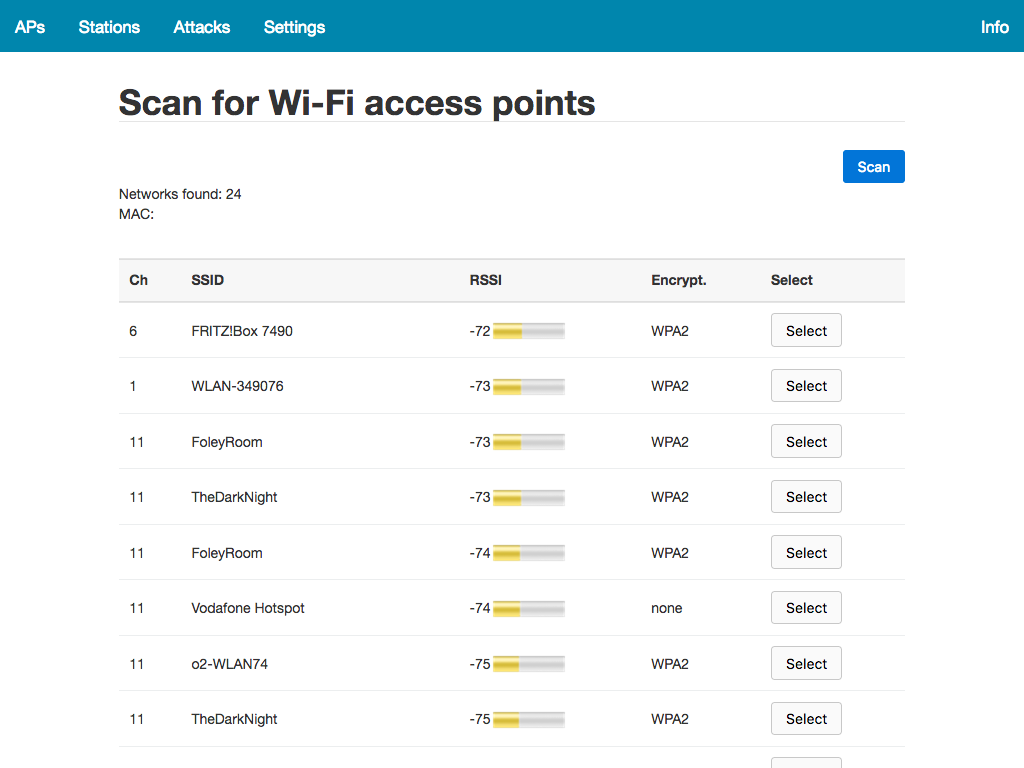 APs Stations Attacks Settings Info
Scan for Wi-Fi access points
Scan
Networks found: 24
MAC:
Ch SSID RSSI Encrypt. Select
6 FRITZ!Box 7490 -72 WPA2 Select
1 WLAN-349076 -73 WPA2 Select
11 FoleyRoom -73 WPA2 Select
11 TheDarkNight -73 WPA2 Select
11 FoleyRoom -74 WPA2 Select
11 Vodafone Hotspot -74 none Select
11 o2-WLAN74 -75 WPA2 Select
11 TheDarkNight -75 WPA2 Select